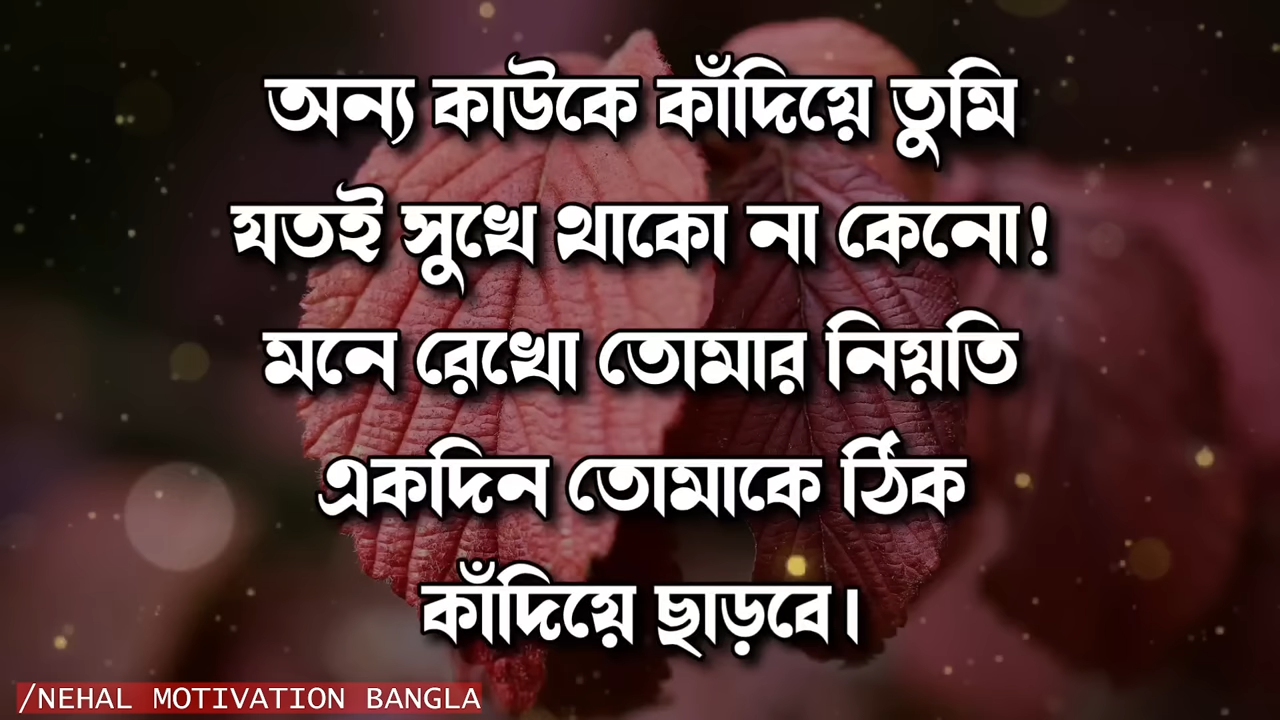 অন্য কাউকে কাঁদিয়ে তুমি
যতই সুখে থাকো না কেনো!
মনে রেখো তোমার নিয়তি
একদিন তোমাকে ঠিক
কাঁদিয়ে ছাড়বে।
/NEHAL MOTIVATION BANGLA